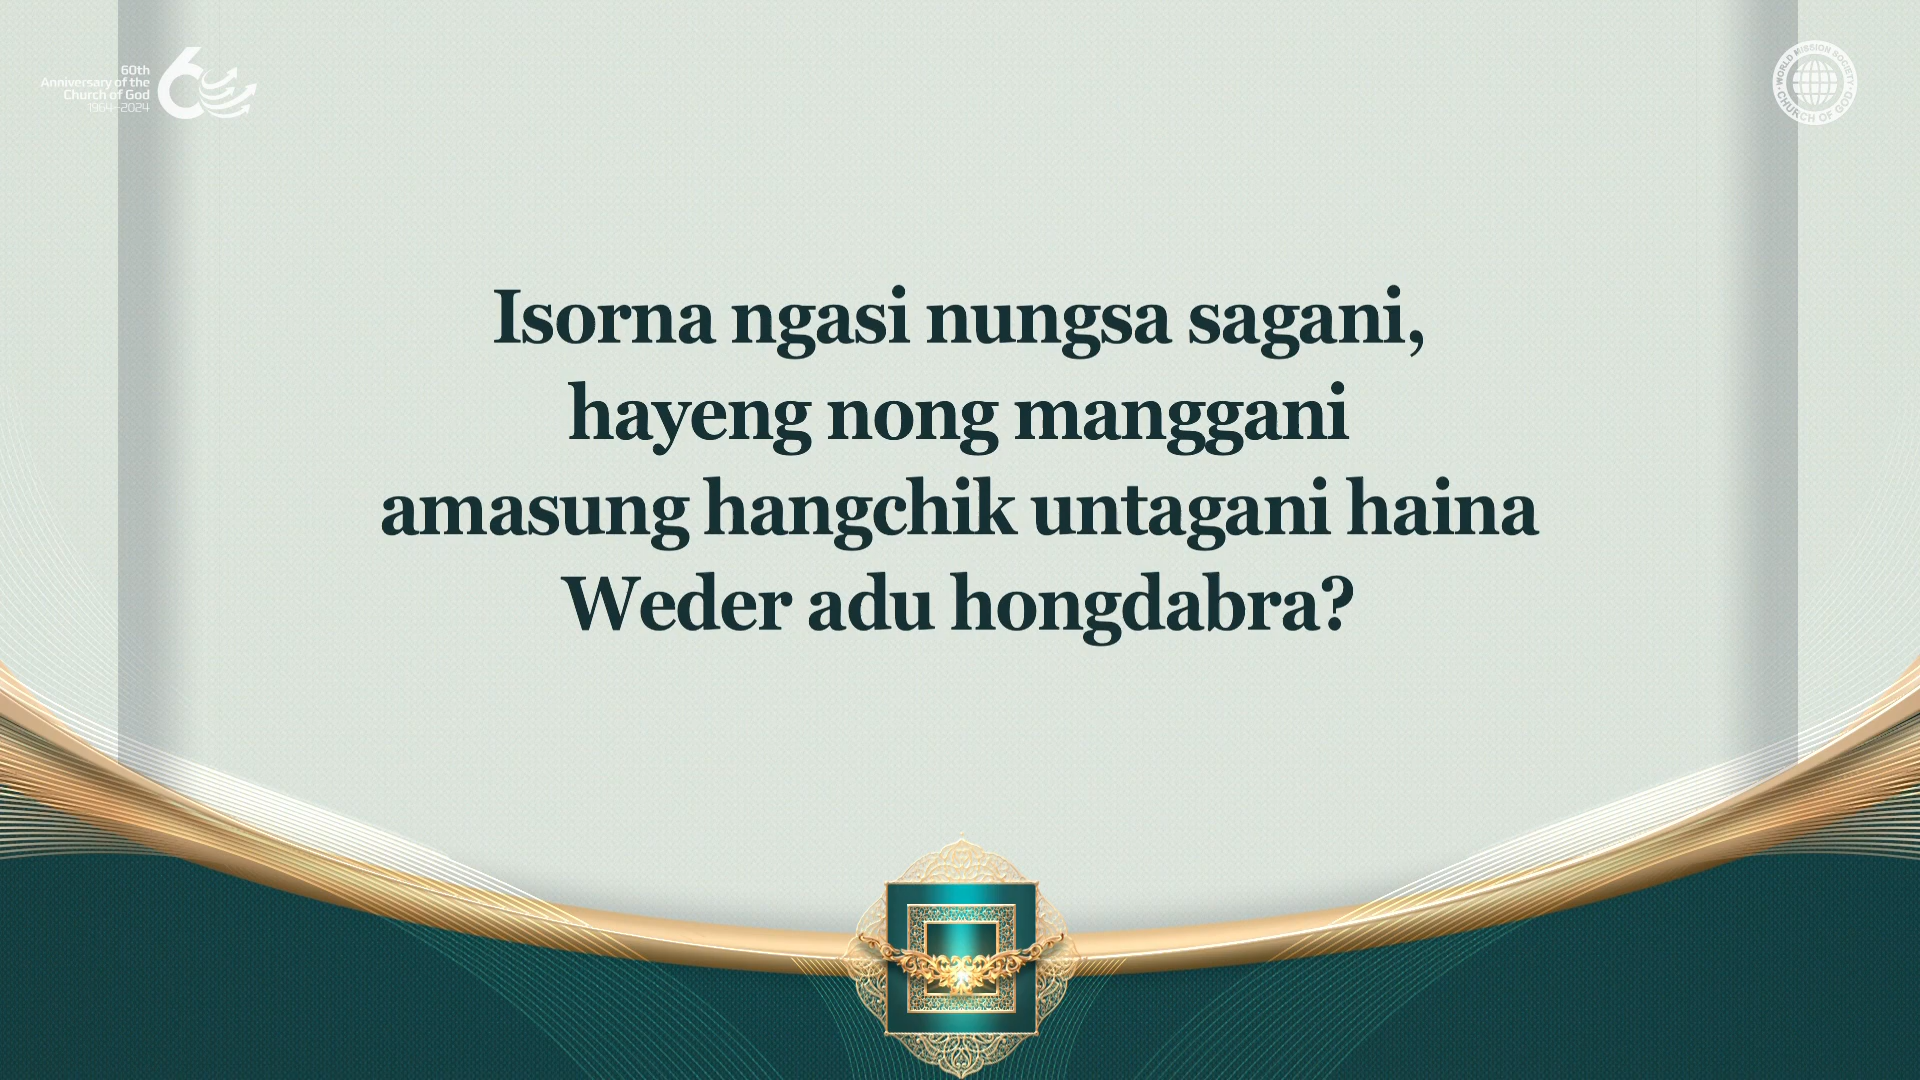 60th
Anniversary of the
Church of God
1964–2024
WORLD MISSION SOCIETY
CHURCH OF GOD
Isorna ngasi nungsa sagani,
hayeng nong manggani
amasung hangchik untagani haina
Weder adu hongdabra?